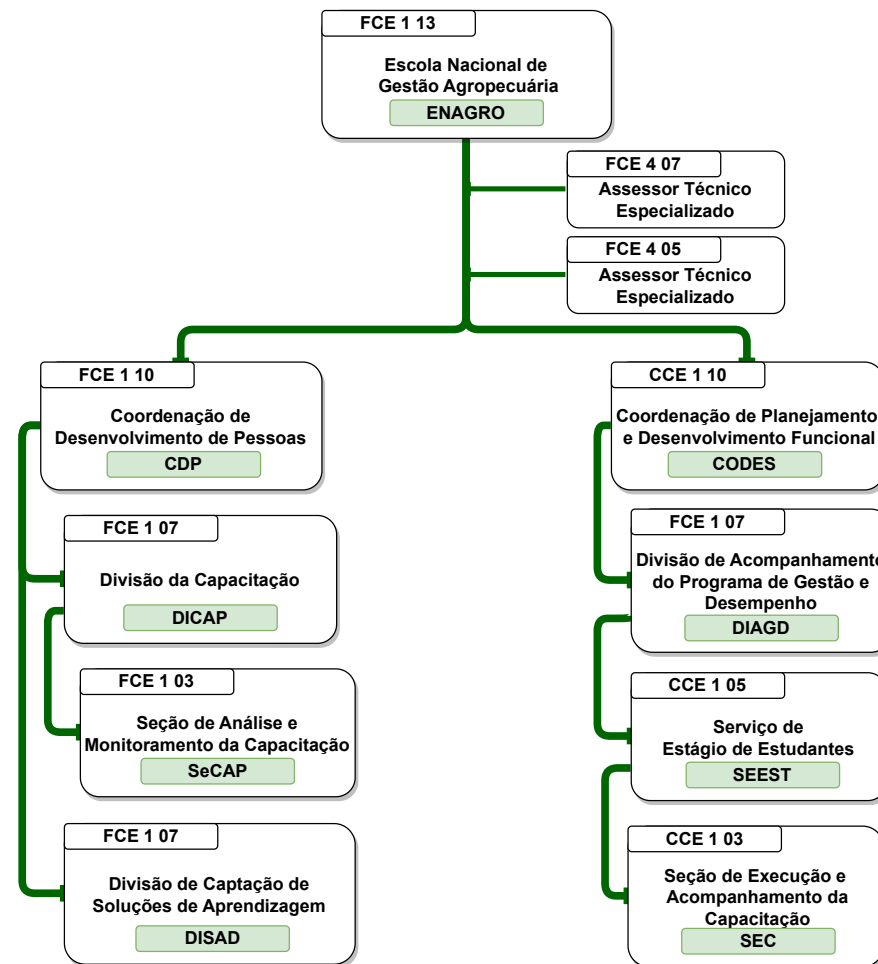 FCE 1 13
Escola Nacional de
Gestão Agropecuária
ENAGRO
FCE 4 07
Assessor Técnico
Especializado
FCE 4 05
Assessor Técnico
Especializado
FCE 1 10
Coordenação de
Desenvolvimento de Pessoas
CDP
FCE 1 07
Divisão da Capacitação
DICAP
FCE 1 03
Seção de Análise e
Monitoramento da Capacitação
SeCAP
FCE 1 07
Divisão de Captação de
Soluções de Aprendizagem
DISAD
CCE 1 10
Coordenação de Planejamento
e Desenvolvimento Funcional
CODES
FCE 1 07
Divisão de Acompanhamento
do Programa de Gestão e
Desempenho
DIAGD
CCE 1 05
Serviço de
Estágio de Estudantes
SEEST
CCE 1 03
Seção de Execução e
Acompanhamento da
Capacitação
SEC